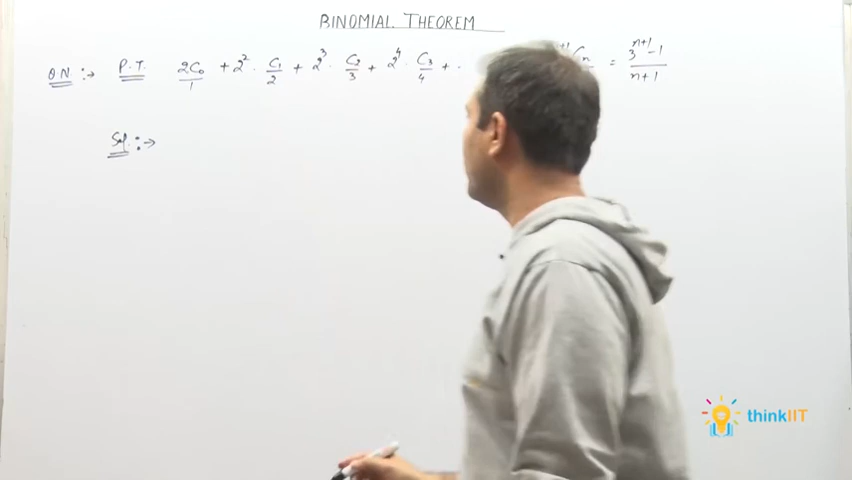 BINOMIAL THEOREM
QN :→ P.T. 2C₀/1 + 2² · C₁/2 + 2³ · C₂/3 + 2⁴ · C₃/4 + · = (3ⁿ⁺¹ - 1)/(n+1)
Sol. :→
thinkIIT